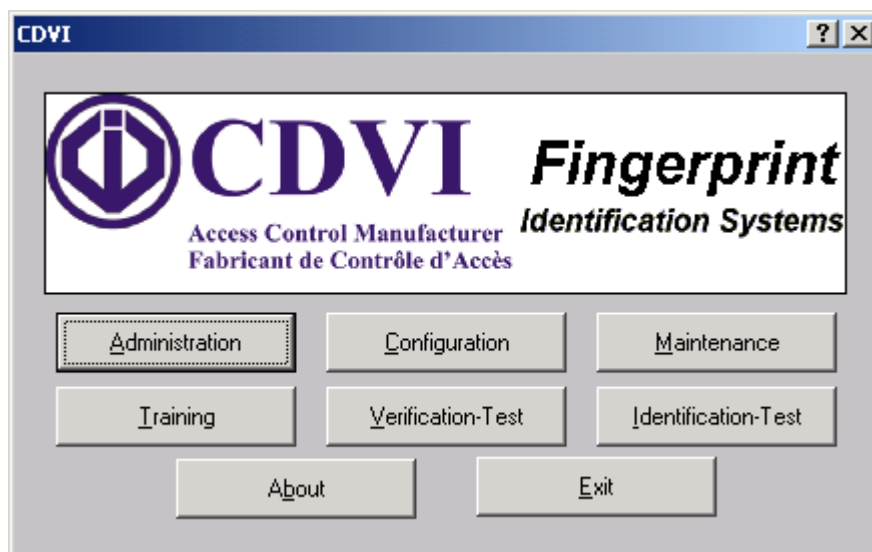 CDVI
CDVI
Fingerprint
Identification Systems
Access Control Manufacturer
Fabricant de Contrôle d'Accès
Administration
Configuration
Maintenance
Training
Verification-Test
Identification-Test
About
Exit